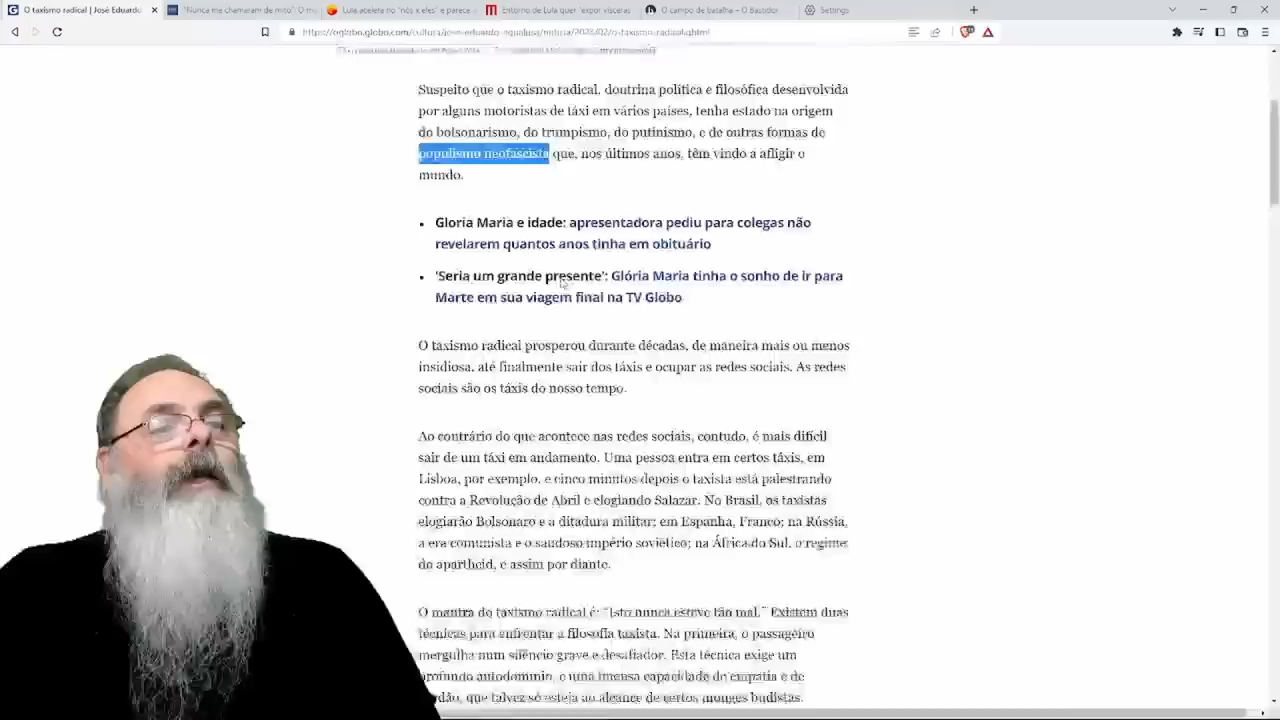 O taxismo radical | José Eduardo
"Nunca me chamaram de mito": O m
Lula acelera no "nós x eles" e parece
Entorno de Lula quer "expor vísceras
O campo de batalha – O Bastidor
Settings
Suspeito que o taxismo radical, doutrina política e filosófica desenvolvida
por alguns motoristas de táxi em vários países, tenha estado na origem
do bolsonarismo, do trumpismo, do putinismo, e de outras formas de
populismo neofascista que, nos últimos anos, têm vindo a afligir o
mundo.
Gloria Maria e idade: apresentadora pediu para colegas não
revelarem quantos anos tinha em obituário
'Seria um grande presente': Glória Maria tinha o sonho de ir para
Marte em sua viagem final na TV Globo
O taxismo radical prosperou durante décadas, de maneira mais ou menos
insidiosa, até finalmente sair dos táxis e ocupar as redes sociais. As redes
sociais são os táxis do nosso tempo.
Ao contrário do que acontece nas redes sociais, contudo, é mais difícil
sair de um táxi em andamento. Uma pessoa entra em certos táxis, em
Lisboa, por exemplo, e cinco minutos depois o taxista está palestrando
contra a Revolução de Abril e elogiando Salazar. No Brasil, os taxistas
elogiarão Bolsonaro e a ditadura militar; em Espanha, Franco; na Rússia,
a era comunista e o saudoso império soviético; na África do Sul, o regime
do apartheid, e assim por diante.
O mantra do taxismo radical é: "Isto nunca esteve tão mal." Existem duas
técnicas para enfrentar a filosofia taxista. Na primeira, o passageiro
mergulha num silêncio grave e desafiador. Esta técnica exige um
profundo autodomínio, e uma imensa capacidade de empatia e de
que talvez só esteja ao alcance de certos monges budistas.